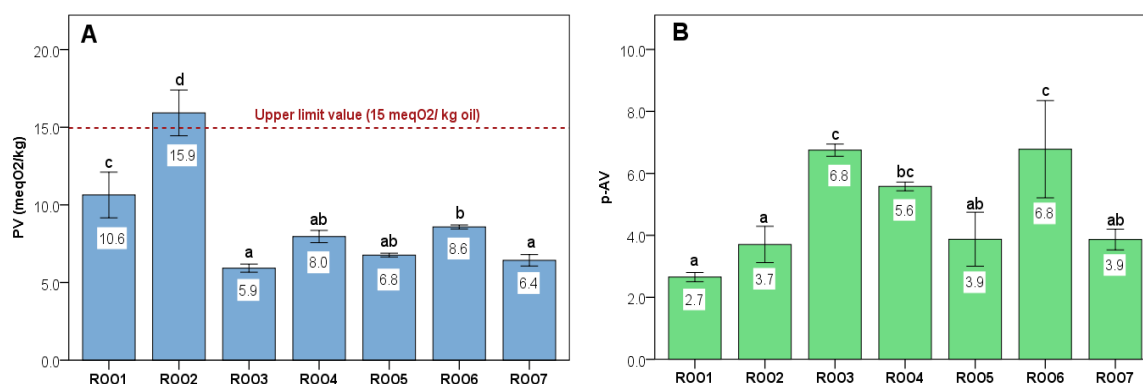 A
20.0
15.0
10.0
5.0
0.0
PV (meqO2/kg)
Upper limit value (15 meqO2/ kg oil)
c
d
a
ab
ab
b
a
10.6
15.9
5.9
8.0
6.8
8.6
6.4
ROO1 ROO2 ROO3 ROO4 ROO5 ROO6 ROO7
B
10.0
8.0
6.0
4.0
2.0
0.0
p-AV
a
a
c
bc
ab
c
ab
2.7
3.7
6.8
5.6
3.9
6.8
3.9
ROO1 ROO2 ROO3 ROO4 ROO5 ROO6 ROO7